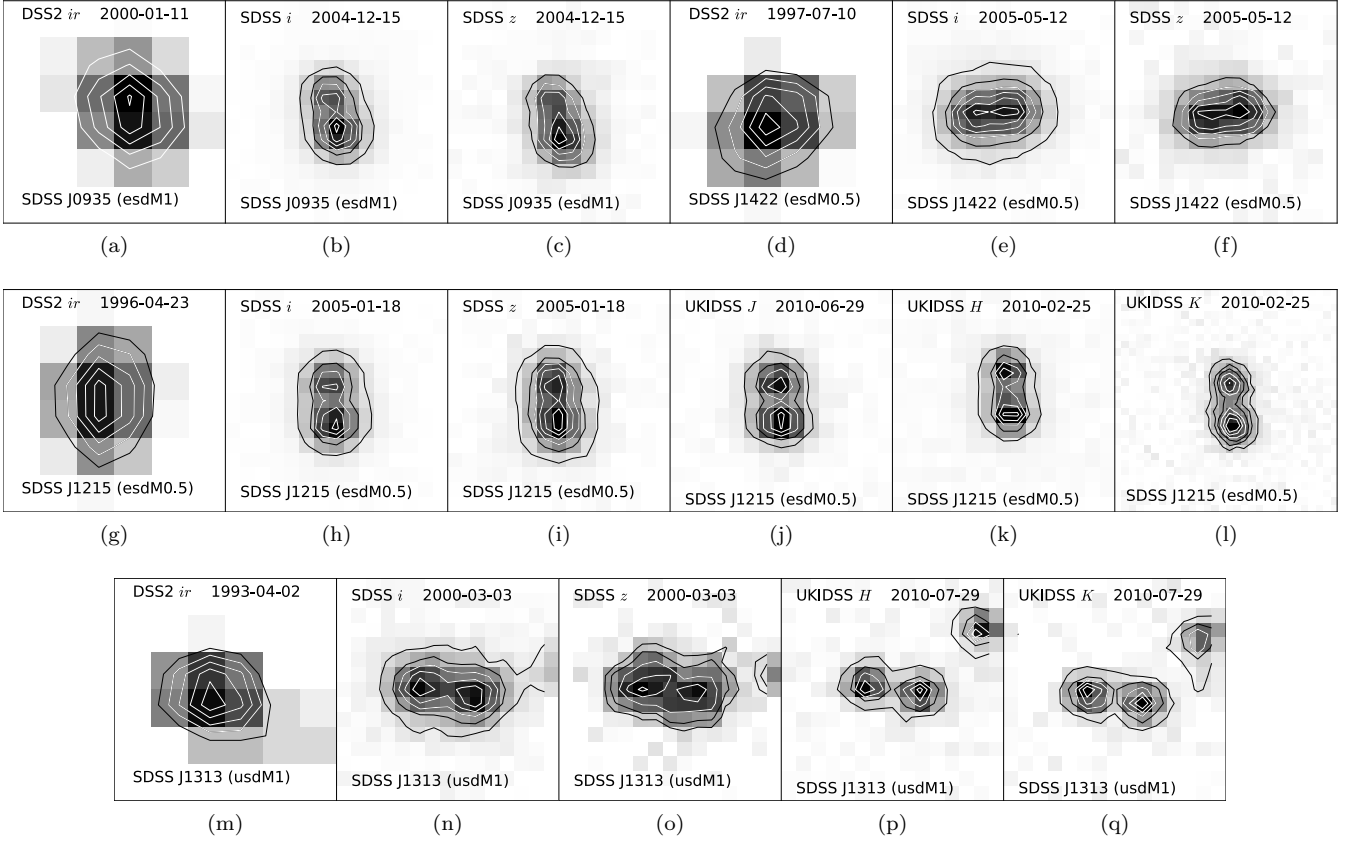 DSS2 ir 2000-01-11
SDSS i 2004-12-15
SDSS z 2004-12-15
DSS2 ir 1997-07-10
SDSS i 2005-05-12
SDSS z 2005-05-12
SDSS J0935 (esdM1)
SDSS J0935 (esdM1)
SDSS J0935 (esdM1)
SDSS J1422 (esdM0.5)
SDSS J1422 (esdM0.5)
SDSS J1422 (esdM0.5)
(a)
(b)
(c)
(d)
(e)
(f)
DSS2 ir 1996-04-23
SDSS i 2005-01-18
SDSS z 2005-01-18
UKIDSS J 2010-06-29
UKIDSS H 2010-02-25
UKIDSS K 2010-02-25
SDSS J1215 (esdM0.5)
SDSS J1215 (esdM0.5)
SDSS J1215 (esdM0.5)
SDSS J1215 (esdM0.5)
SDSS J1215 (esdM0.5)
SDSS J1215 (esdM0.5)
(g)
(h)
(i)
(j)
(k)
(l)
DSS2 ir 1993-04-02
SDSS i 2000-03-03
SDSS z 2000-03-03
UKIDSS H 2010-07-29
UKIDSS K 2010-07-29
SDSS J1313 (usdM1)
SDSS J1313 (usdM1)
SDSS J1313 (usdM1)
SDSS J1313 (usdM1)
SDSS J1313 (usdM1)
(m)
(n)
(o)
(p)
(q)